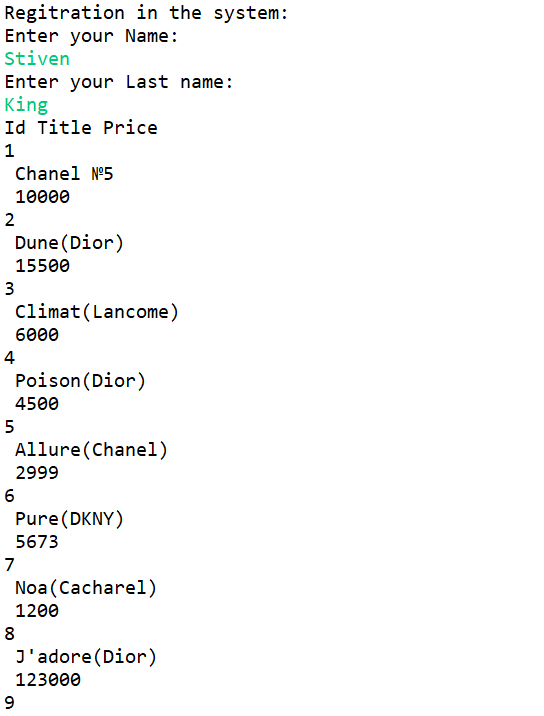 Regitration in the system:
Enter your Name:
Stiven
Enter your Last name:
King
Id Title Price
1
Chanel №5
10000
2
Dune(Dior)
15500
3
Climat(Lancome)
6000
4
Poison(Dior)
4500
5
Allure(Chanel)
2999
6
Pure(DKNY)
5673
7
Noa(Cacharel)
1200
8
J'adore(Dior)
123000
9